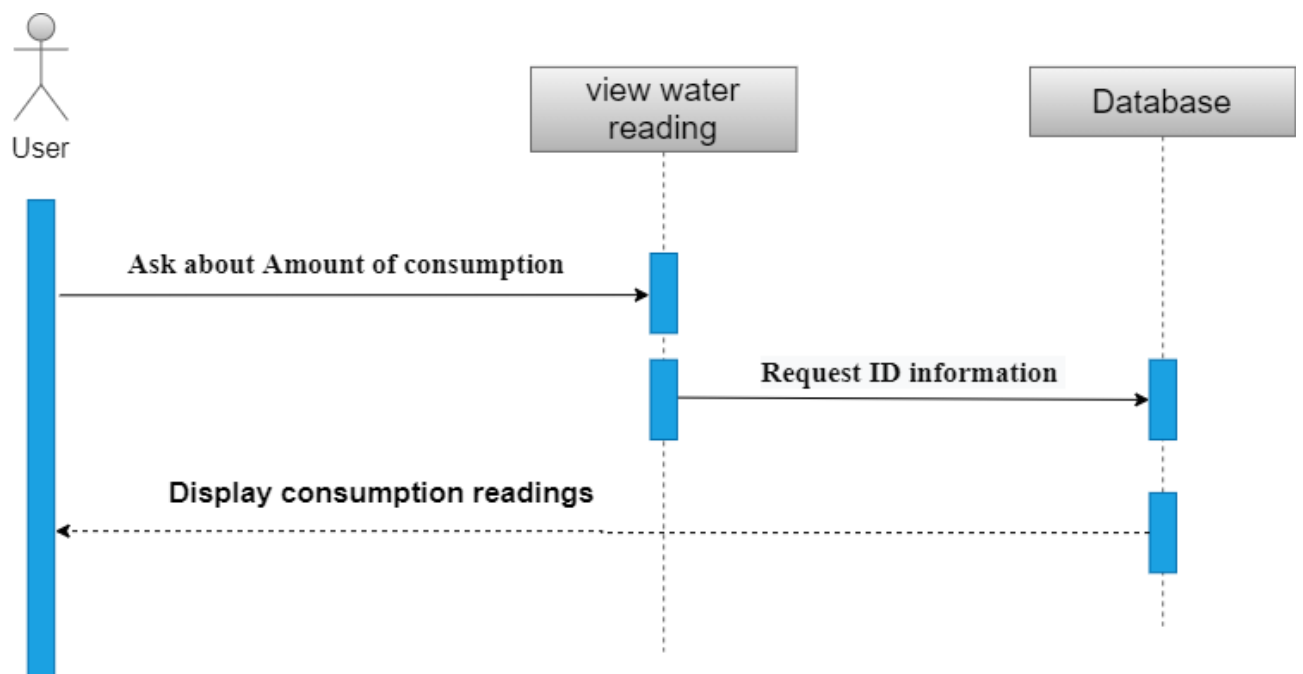 User
view water
reading
Database
Ask about Amount of consumption
Request ID information
Display consumption readings